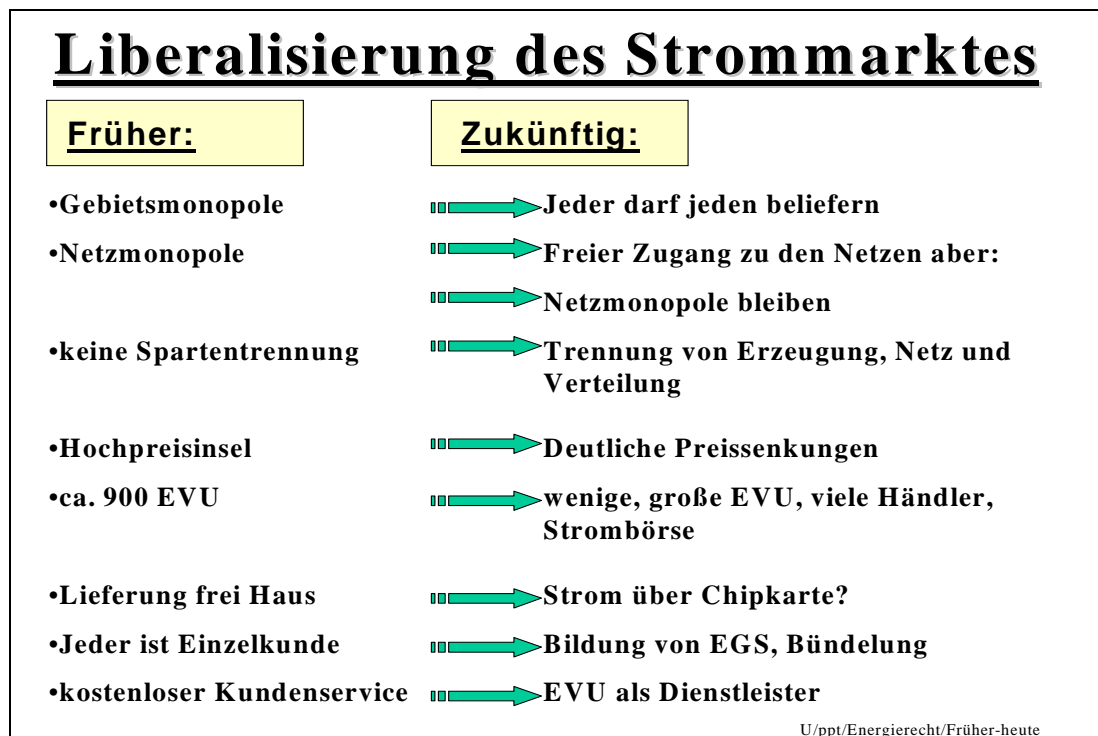 Liberalisierung des Strommarktes
Früher: Zukünftig:
•Gebietsmonopole Jeder darf jeden beliefern
•Netzmonopole Freier Zugang zu den Netzen aber:
Netzmonopole bleiben
•keine Spartentrennung Trennung von Erzeugung, Netz und
Verteilung
•Hochpreisinsel Deutliche Preissenkungen
•ca. 900 EVU wenige, große EVU, viele Händler,
Strombörse
•Lieferung frei Haus Strom über Chipkarte?
•Jeder ist Einzelkunde Bildung von EGS, Bündelung
•kostenloser Kundenservice EVU als Dienstleister
U/ppt/Energierecht/Früher-heute